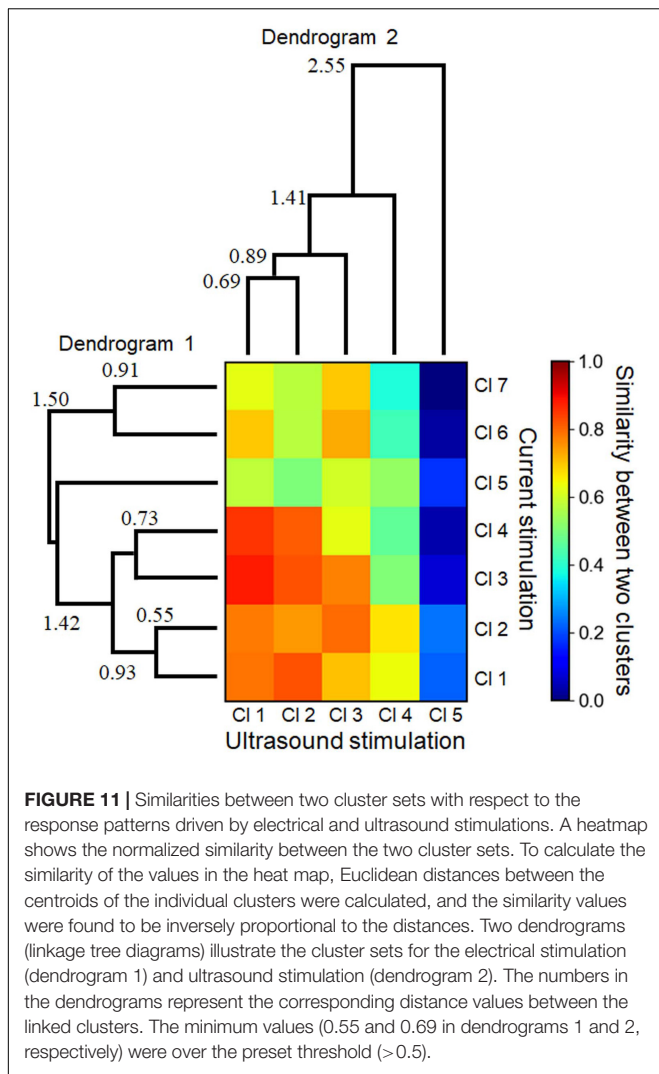 Dendrogram 2
2.55
1.41
0.89
0.69
Dendrogram 1
0.91
1.50
0.73
1.42
0.55
0.93
Cl 7
Cl 6
Cl 5
Cl 4
Cl 3
Cl 2
Cl 1
Current stimulation
Cl 1 Cl 2 Cl 3 Cl 4 Cl 5
Ultrasound stimulation
1.0
0.8
0.6
0.4
0.2
0.0
Similarity between two clusters
FIGURE 11 | Similarities between two cluster sets with respect to the
response patterns driven by electrical and ultrasound stimulations. A heatmap
shows the normalized similarity between the two cluster sets. To calculate the
similarity of the values in the heat map, Euclidean distances between the
centroids of the individual clusters were calculated, and the similarity values
were found to be inversely proportional to the distances. Two dendrograms
(linkage tree diagrams) illustrate the cluster sets for the electrical stimulation
(dendrogram 1) and ultrasound stimulation (dendrogram 2). The numbers in
the dendrograms represent the corresponding distance values between the
linked clusters. The minimum values (0.55 and 0.69 in dendrograms 1 and 2,
respectively) were over the preset threshold (>0.5).